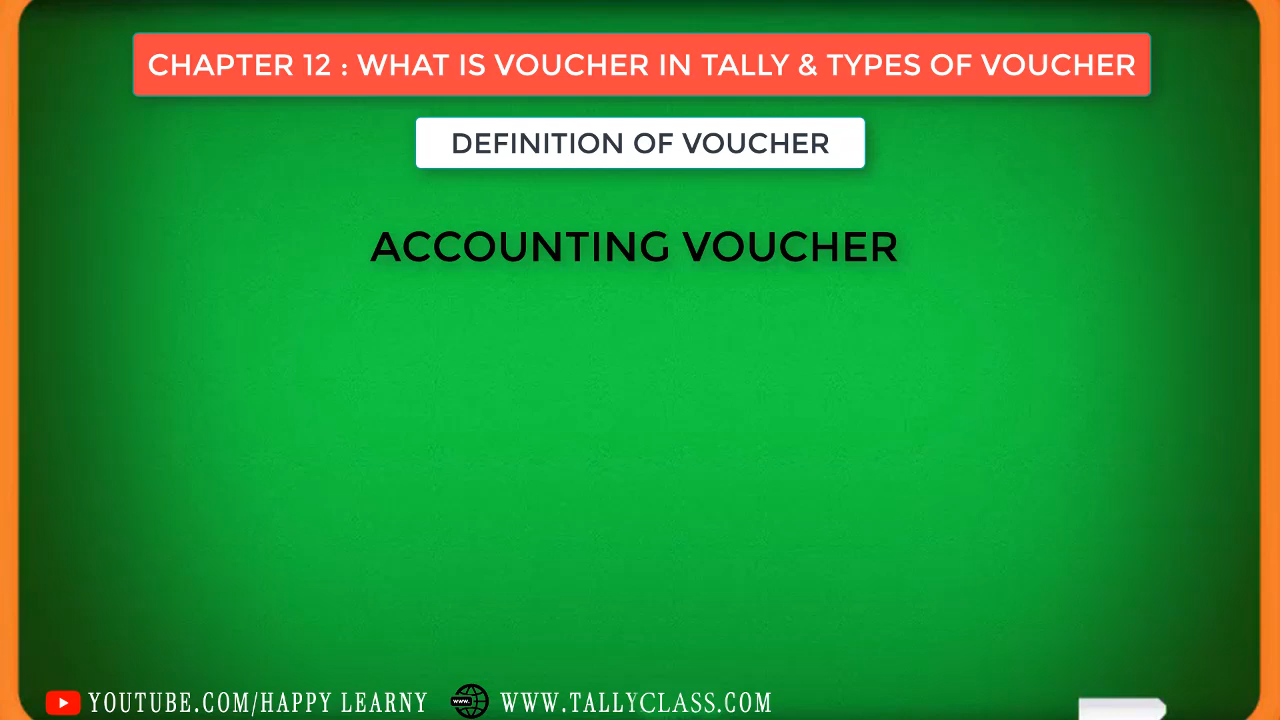 CHAPTER 12 : WHAT IS VOUCHER IN TALLY & TYPES OF VOUCHER
DEFINITION OF VOUCHER
ACCOUNTING VOUCHER
YOUTUBE.COM/HAPPY LEARNY www. WWW.TALLYCLASS.COM